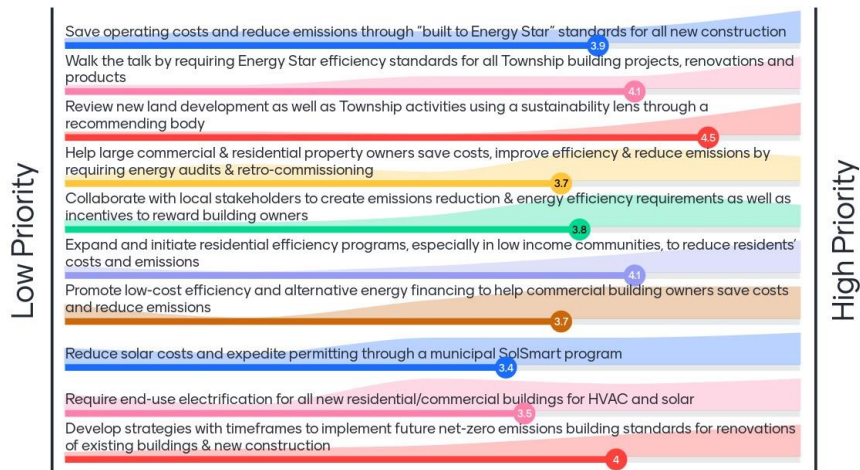 Save operating costs and reduce emissions through "built to Energy Star" standards for all new construction
3.9
Walk the talk by requiring Energy Star efficiency standards for all Township building projects, renovations and
products
4.1
Review new land development as well as Township activities using a sustainability lens through a
recommending body
4.5
Help large commercial & residential property owners save costs, improve efficiency & reduce emissions by
requiring energy audits & retro-commissioning
3.7
Collaborate with local stakeholders to create emissions reduction & energy efficiency requirements as well as
incentives to reward building owners
3.8
Expand and initiate residential efficiency programs, especially in low income communities, to reduce residents'
costs and emissions
4.1
Promote low-cost efficiency and alternative energy financing to help commercial building owners save costs
and reduce emissions
3.7
Reduce solar costs and expedite permitting through a municipal SolSmart program
3.4
Require end-use electrification for all new residential/commercial buildings for HVAC and solar
3.5
Develop strategies with timeframes to implement future net-zero emissions building standards for renovations
of existing buildings & new construction
4
Low Priority
High Priority